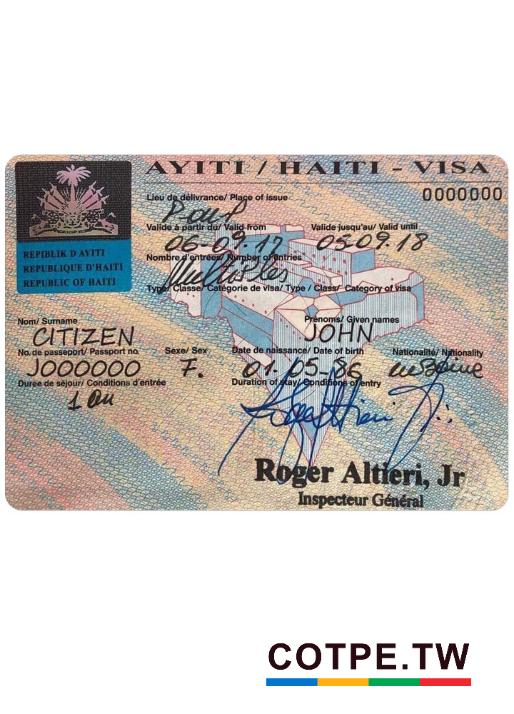 AYITI / HAITI - VISA
Lieu de délivrance/ Place of issue
0000000
P-au-P
Valide à partir du/ Valid from
Valide jusqu'au/ Valid until
06-09.17
05-09.18
Nombre d'entrées/ Number of entries
Multiples
Type/ Classe/ Catégorie de visa/ Type / Class/ Category of visa
REPIBLIK D AYITI
REPUBLIQUE D'HAITI
REPUBLIC OF HAITI
Nom/ Surname
Prénoms/ Given names
CITIZEN
JOHN
No. de passeport/ Passport no.
Sexe/ Sex
Date de naissance/ Date of birth
Nationalité/ Nationality
J000000
F.
01.05-86
Durée de séjour/ Conditions d'entrée
Duration of stay/ Conditions of entry
1 an
Roger Altieri, Jr
Inspecteur Général
COTPE.TW